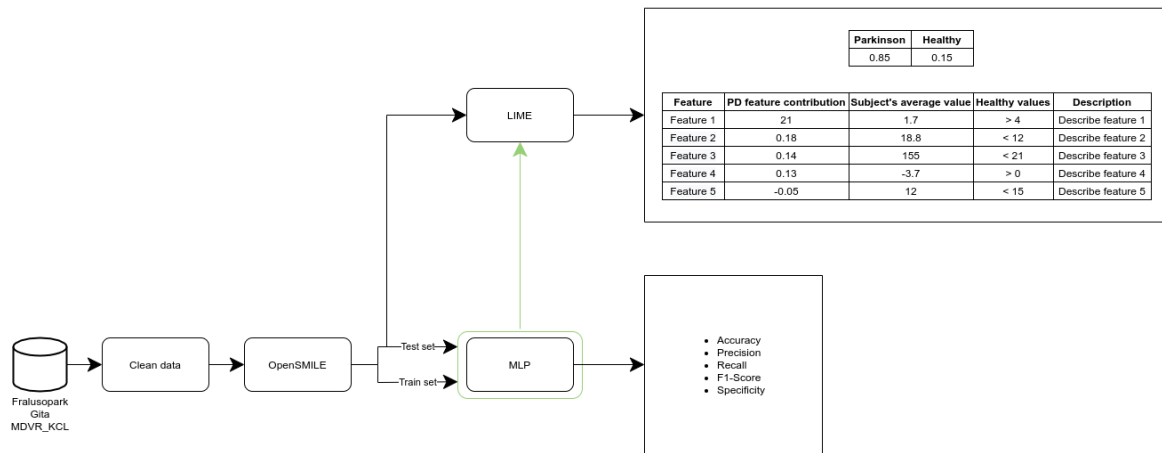 Parkinson Healthy
0.85 0.15
Feature PD feature contribution Subject's average value Healthy values Description
Feature 1 21 1.7 > 4 Describe feature 1
Feature 2 0.18 18.8 < 12 Describe feature 2
Feature 3 0.14 155 < 21 Describe feature 3
Feature 4 0.13 -3.7 > 0 Describe feature 4
Feature 5 -0.05 12 < 15 Describe feature 5
LIME
Fralusopark
Gita
MDVR_KCL
Clean data
OpenSMILE
Test set
Train set
MLP
• Accuracy
• Precision
• Recall
• F1-Score
• Specificity